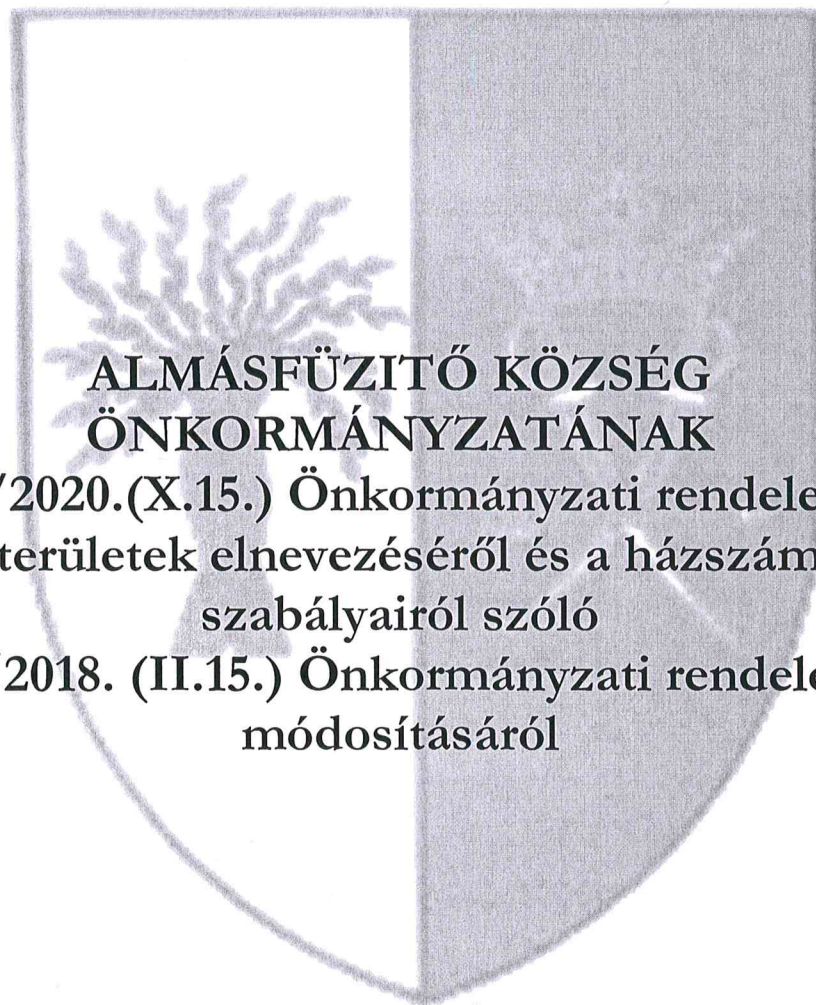 ALMÁSFÜZITŐ KÖZSÉG
ÖNKORMÁNYZATÁNAK
/2020.(X.15.) Önkormányzati rendele
területek elnevezéséről és a házszám
szabályairól szóló
/2018. (II.15.) Önkormányzati rendele
módosításáról